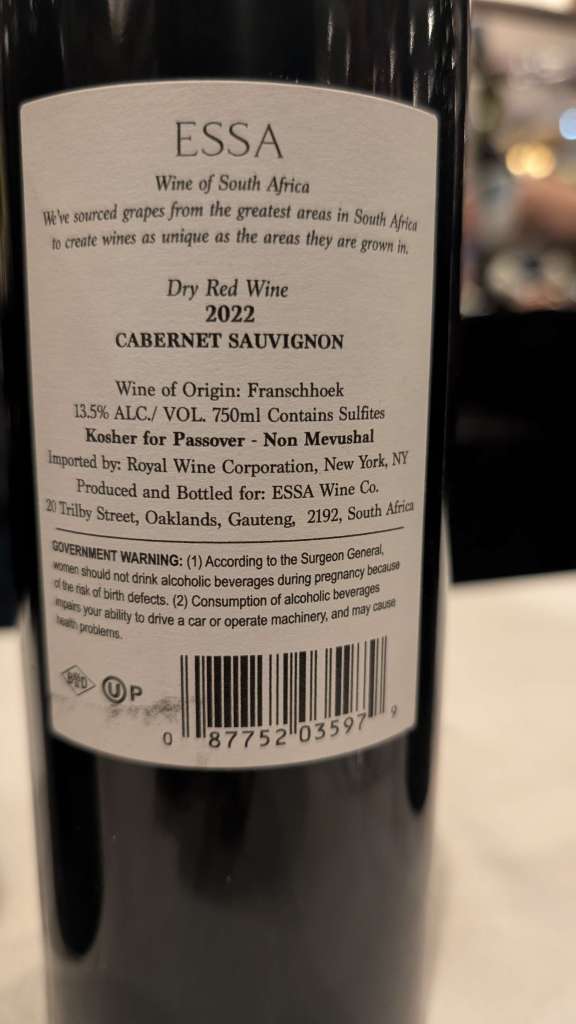 ESSA
Wine of South Africa
We've sourced grapes from the greatest areas in South Africa
to create wines as unique as the areas they are grown in.
Dry Red Wine
2022
CABERNET SAUVIGNON
Wine of Origin: Franschhoek
13.5% ALC./ VOL. 750ml Contains Sulfites
Kosher for Passover - Non Mevushal
Imported by: Royal Wine Corporation, New York, NY
Produced and Bottled for: ESSA Wine Co.
20 Trilby Street, Oaklands, Gauteng, 2192, South Africa
GOVERNMENT WARNING: (1) According to the Surgeon General,
women should not drink alcoholic beverages during pregnancy because
of the risk of birth defects. (2) Consumption of alcoholic beverages
impairs your ability to drive a car or operate machinery, and may cause
health problems.
U P
0 87752 03597 9